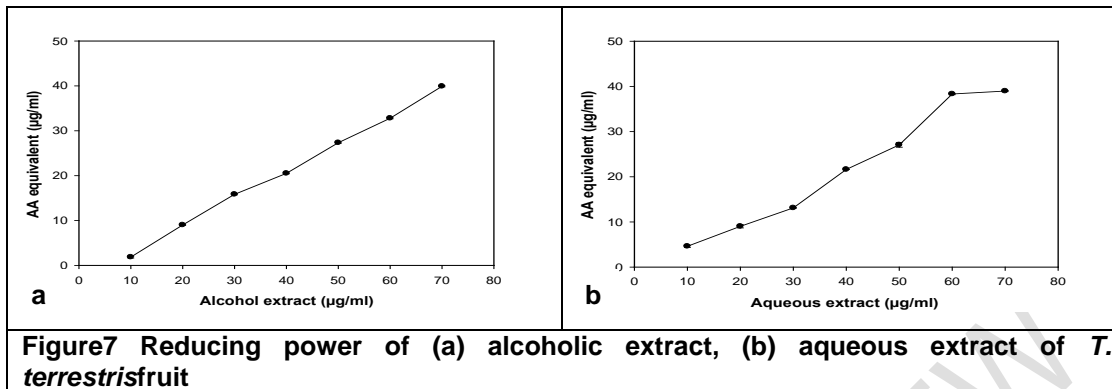 50
40
30
20
10
0
AA equivalent (µg/ml)
0 10 20 30 40 50 60 70 80
Alcohol extract (µg/ml)
a
50
40
30
20
10
0
AA equivalent (µg/ml)
0 10 20 30 40 50 60 70 80
Aqueous extract (µg/ml)
b
Figure7 Reducing power of (a) alcoholic extract, (b) aqueous extract of T.
terrestrisfruit